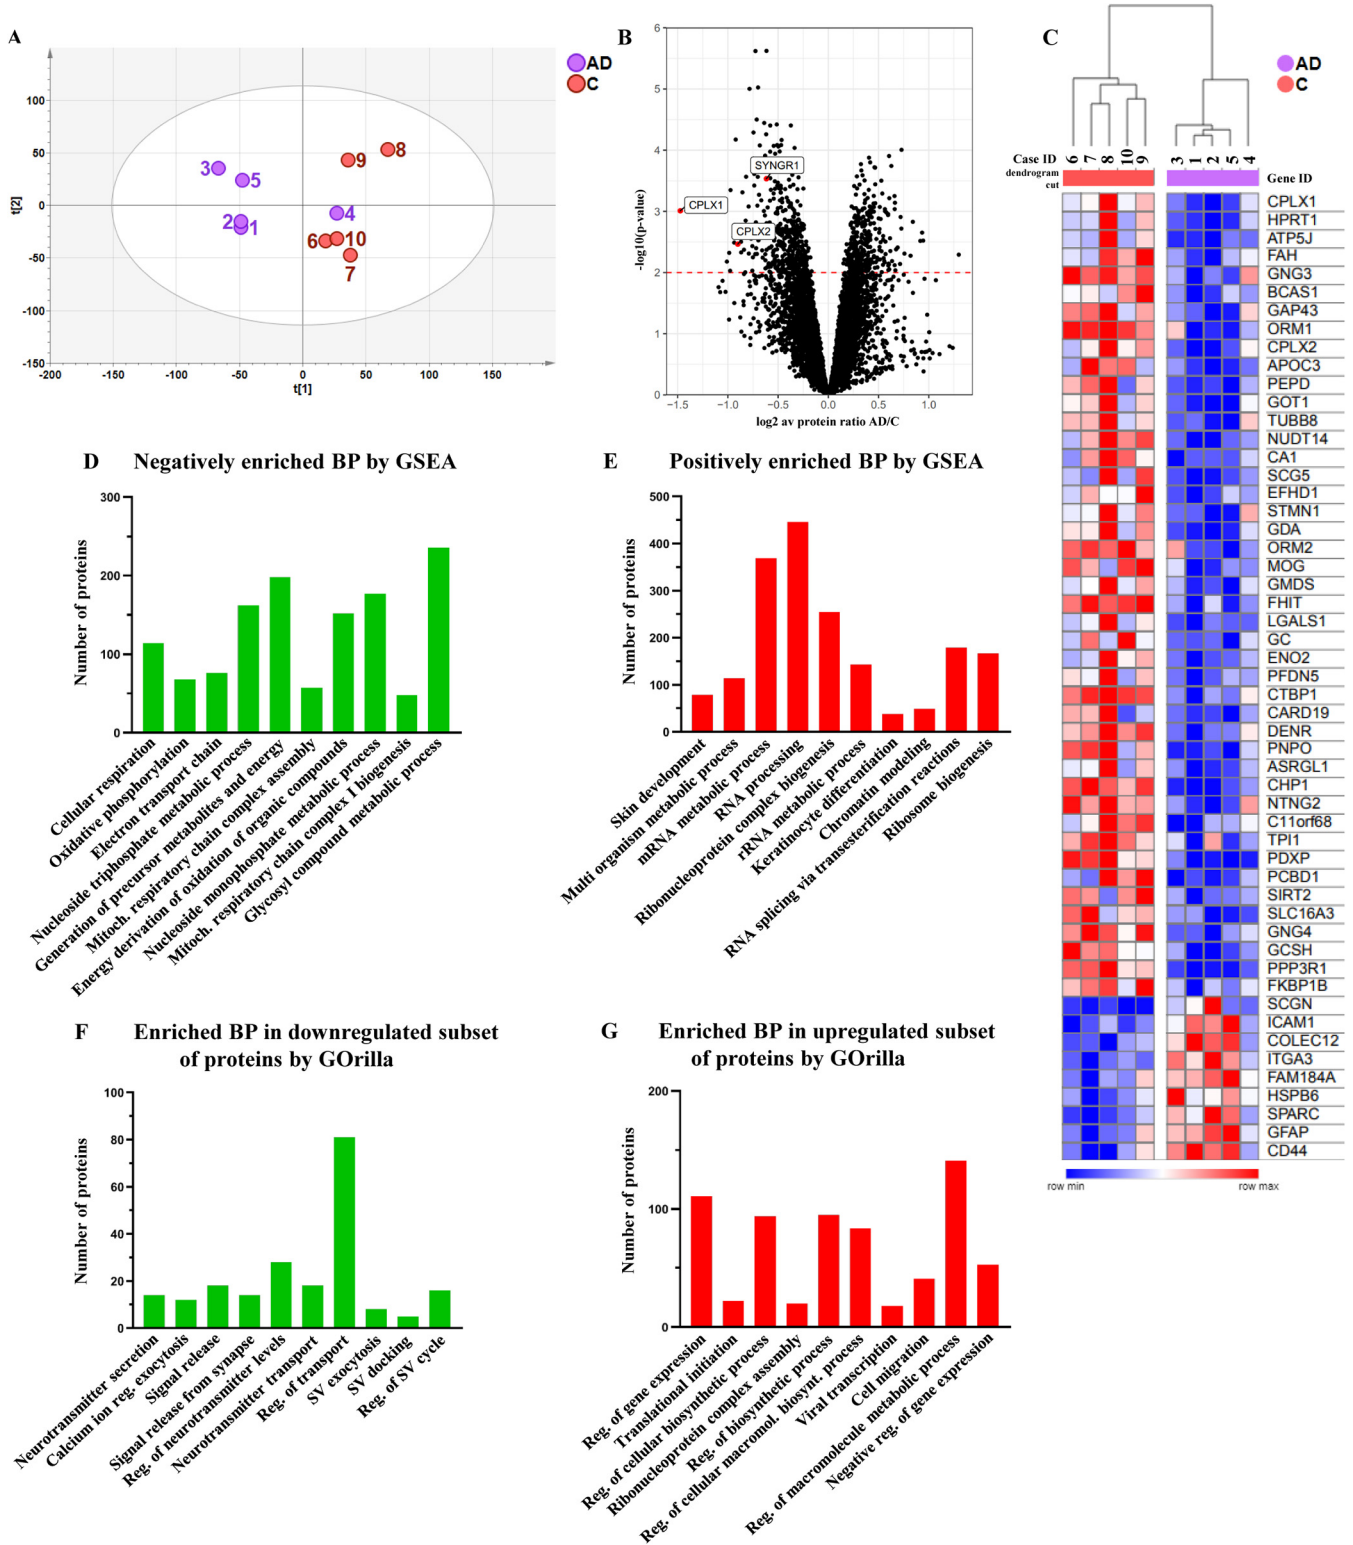 A
AD
C
100
50
0
-50
-100
-150
t[2]
3
5
2
1
4
9
8
6
10
7
-200
-150
-100
-50
0
50
100
150
t[1]
B
6
5
4
3
2
1
0
-log10(p-value)
SYNGR1
CPLX1
CPLX2
−1.5
−1.0
−0.5
0.0
0.5
1.0
log2 av protein ratio AD/C
C
AD
C
Case ID
6 7 8 10 9 3 1 2 5 4
dendrogram
cut
Gene ID
CPLX1
HPRT1
ATP5J
FAH
GNG3
BCAS1
GAP43
ORM1
CPLX2
APOC3
PEPD
GOT1
TUBB8
NUDT14
CA1
SCG5
EFHD1
STMN1
GDA
ORM2
MOG
GMDS
FHIT
LGALS1
GC
ENO2
PFDN5
CTBP1
CARD19
DENR
PNPO
ASRGL1
CHP1
NTNG2
C11orf68
TPI1
PDXP
PCBD1
SIRT2
SLC16A3
GNG4
GCSH
PPP3R1
FKBP1B
SCGN
ICAM1
COLEC12
ITGA3
FAM184A
HSPB6
SPARC
GFAP
CD44
row min
row max
D
Negatively enriched BP by GSEA
300
200
100
0
Number of proteins
Cellular respiration
Oxidative phosphorylation
Electron transport chain
Nucleoside triphosphate metabolic process
Generation of precursor metabolites and energy
Mitoch. respiratory chain complex assembly
Energy derivation of oxidation of organic compounds
Nucleoside monophosphate metabolic process
Mitoch. respiratory chain complex I biogenesis
Glycosyl compound metabolic process
E
Positively enriched BP by GSEA
500
400
300
200
100
0
Number of proteins
Skin development
Multi organism metabolic process
mRNA metabolic process
RNA processing
Ribonucleoprotein complex biogenesis
rRNA metabolic process
Keratinocyte differentiation
Chromatin modeling
RNA splicing via transesterification reactions
Ribosome biogenesis
F
Enriched BP in downregulated subset
of proteins by GOrilla
100
80
60
40
20
0
Number of proteins
Neurotransmitter secretion
Calcium ion reg. exocytosis
Signal release
Signal release from synapse
Reg. of neurotransmitter levels
Neurotransmitter transport
Reg. of transport
SV exocytosis
SV docking
Reg. of SV cycle
G
Enriched BP in upregulated subset
of proteins by GOrilla
200
100
0
Number of proteins
Reg. of gene expression
Translational initiation
Reg. of cellular biosynthetic process
Ribonucleoprotein complex assembly
Reg. of biosynthetic process
Reg. of cellular macromol. biosynt. process
Viral transcription
Cell migration
Reg. of macromolecule metabolic process
Negative reg. of gene expression